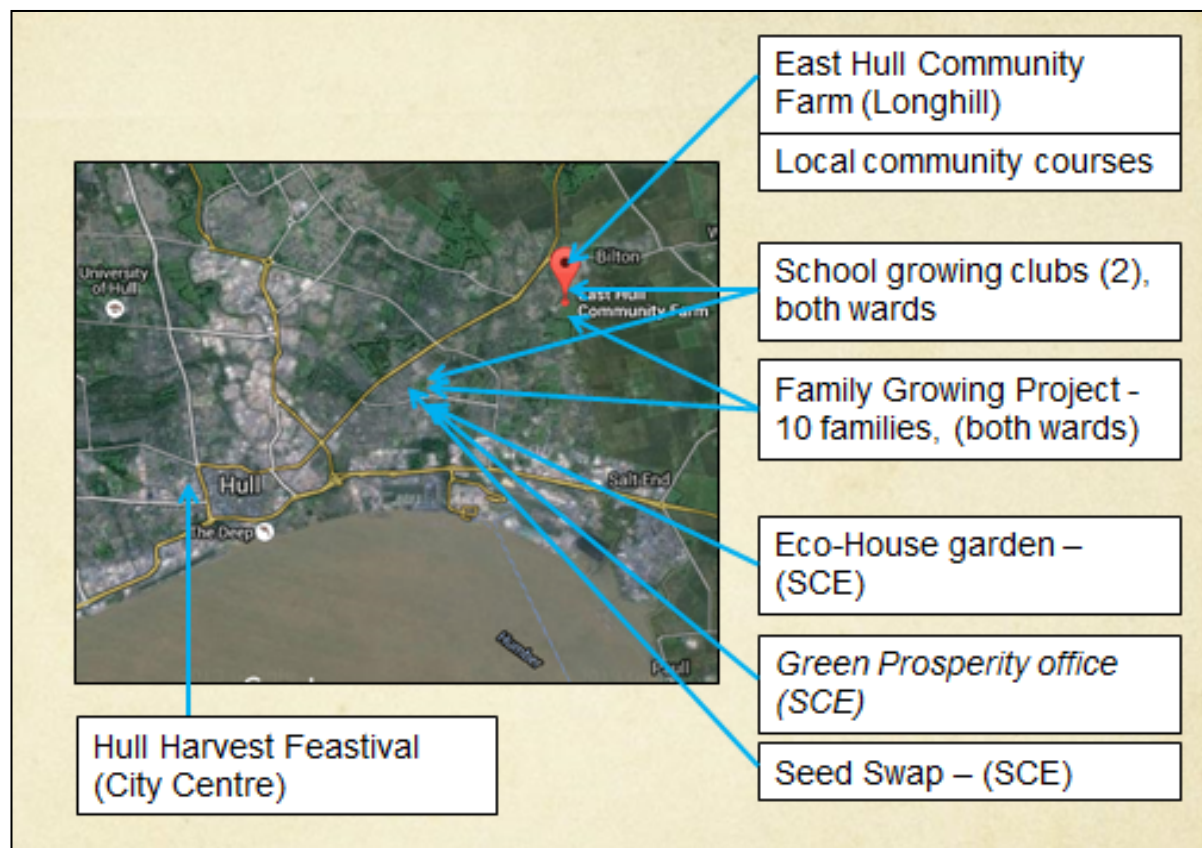 East Hull Community
Farm (Longhill)
Local community courses
School growing clubs (2),
both wards
Family Growing Project -
10 families, (both wards)
Eco-House garden –
(SCE)
Green Prosperity office
(SCE)
Seed Swap – (SCE)
Hull Harvest Feastival
(City Centre)
University
of Hull
Bilton
East Hull
Community Farm
Hull
The Deep
Salt End
Humber
Paull